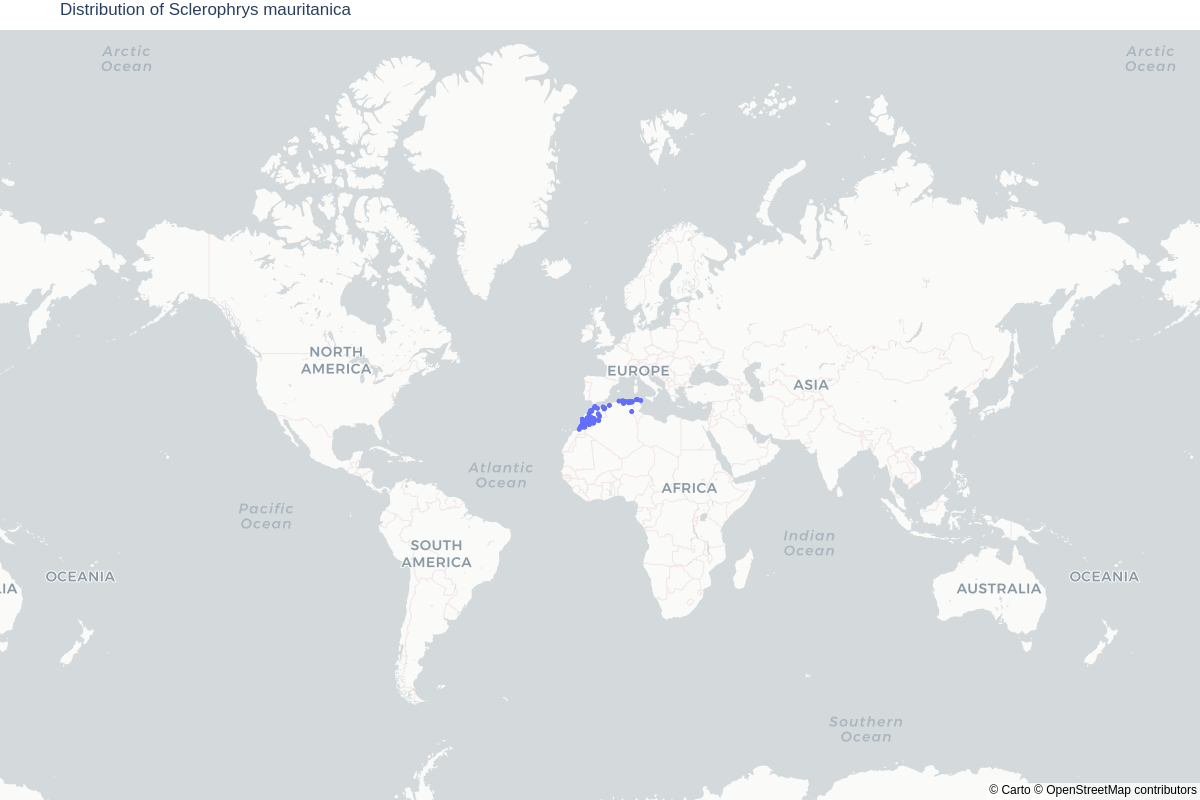 Distribution of Sclerophrys mauritanica
Arctic
Ocean
Arctic
Ocean
NORTH
AMERICA
EUROPE
ASIA
Atlantic
Ocean
AFRICA
Pacific
Ocean
Indian
Ocean
SOUTH
AMERICA
OCEANIA
IA
AUSTRALIA
OCEANIA
Southern
Ocean
© Carto © OpenStreetMap contributors